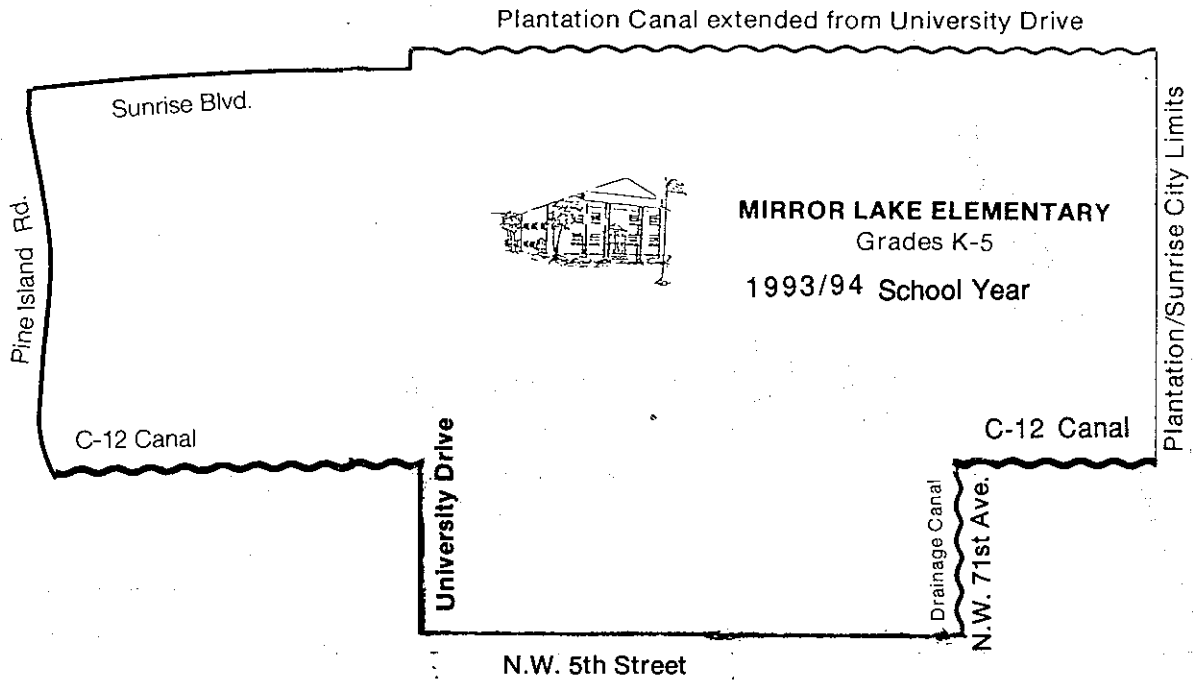 Plantation Canal extended from University Drive
Sunrise Blvd.
Pine Island Rd.
Plantation/Sunrise City Limits
MIRROR LAKE ELEMENTARY
Grades K-5
1993/94 School Year
C-12 Canal
C-12 Canal
University Drive
Drainage Canal
N.W. 71st Ave.
N.W. 5th Street